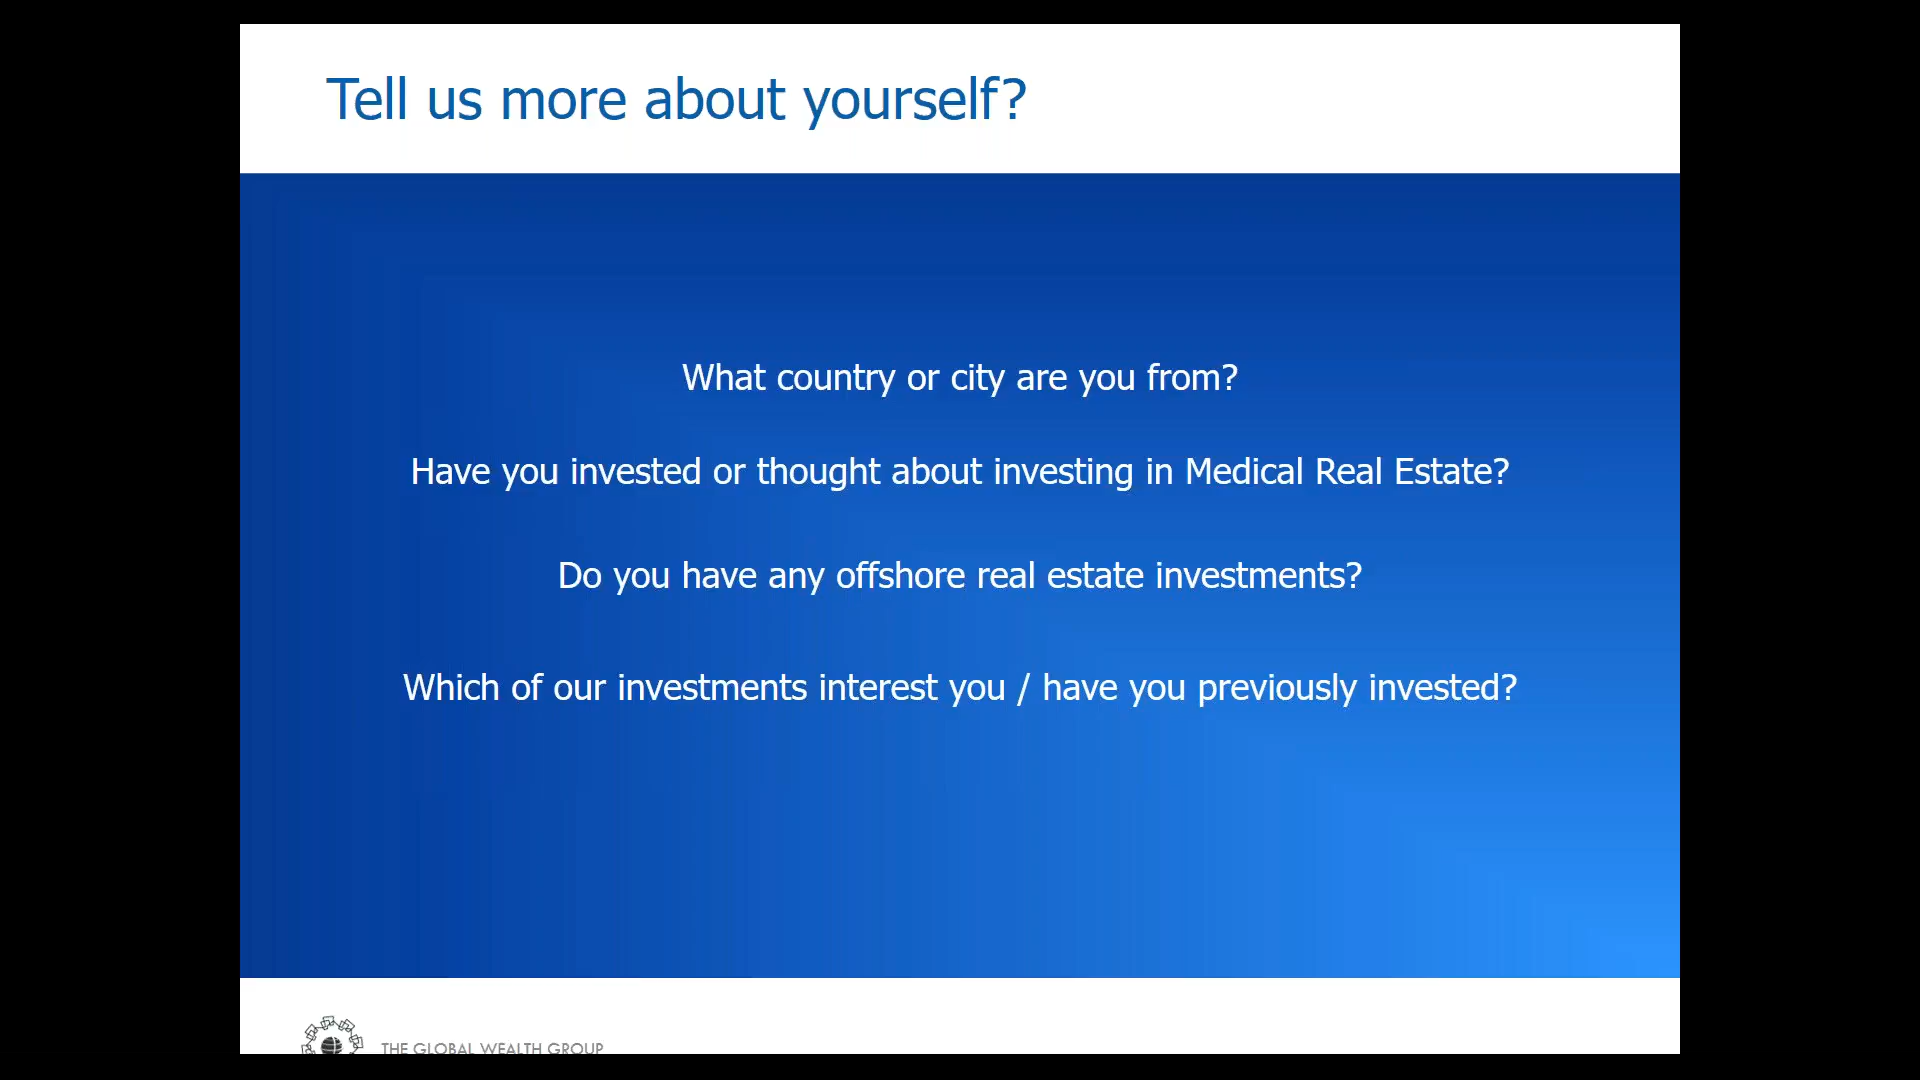 Tell us more about yourself?
What country or city are you from?
Have you invested or thought about investing in Medical Real Estate?
Do you have any offshore real estate investments?
Which of our investments interest you / have you previously invested?
THE GLOBAL WEALTH GROUP